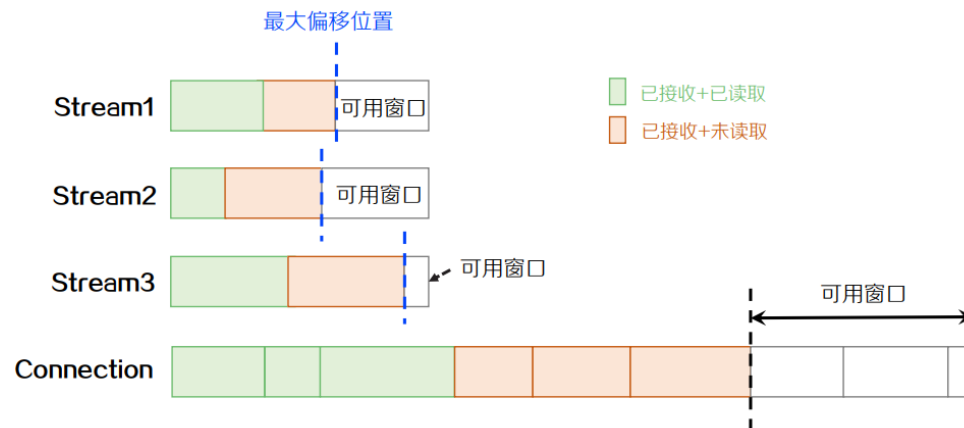 最大偏移位置
Stream1
可用窗口
已接收+已读取
已接收+未读取
Stream2
可用窗口
Stream3
可用窗口
可用窗口
Connection